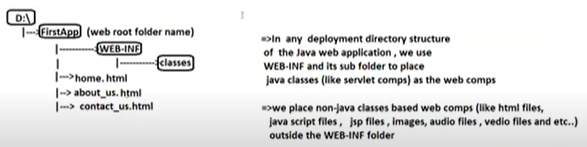 D:\
|--->FirstApp (web root folder name)
|----------->WEB-INF
| |----------->classes
|--->home. html
|--> about_us. html
|---> contact_us.html
=>In any deployment directory structure
of the Java web application , we use
WEB-INF and its sub folder to place
java classes (like servlet comps) as the web comps
=>we place non-java classes based web comps (like html files,
java script files , jsp files , images, audio files , vedio files and etc..)
outside the WEB-INF folder